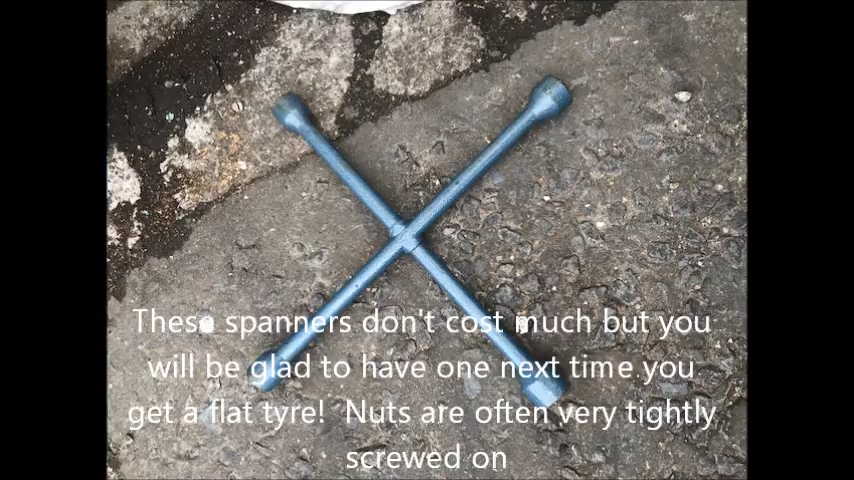 These spanners don't cost much but you
will be glad to have one next time you
get a flat tyre!  Nuts are often very tightly
screwed on